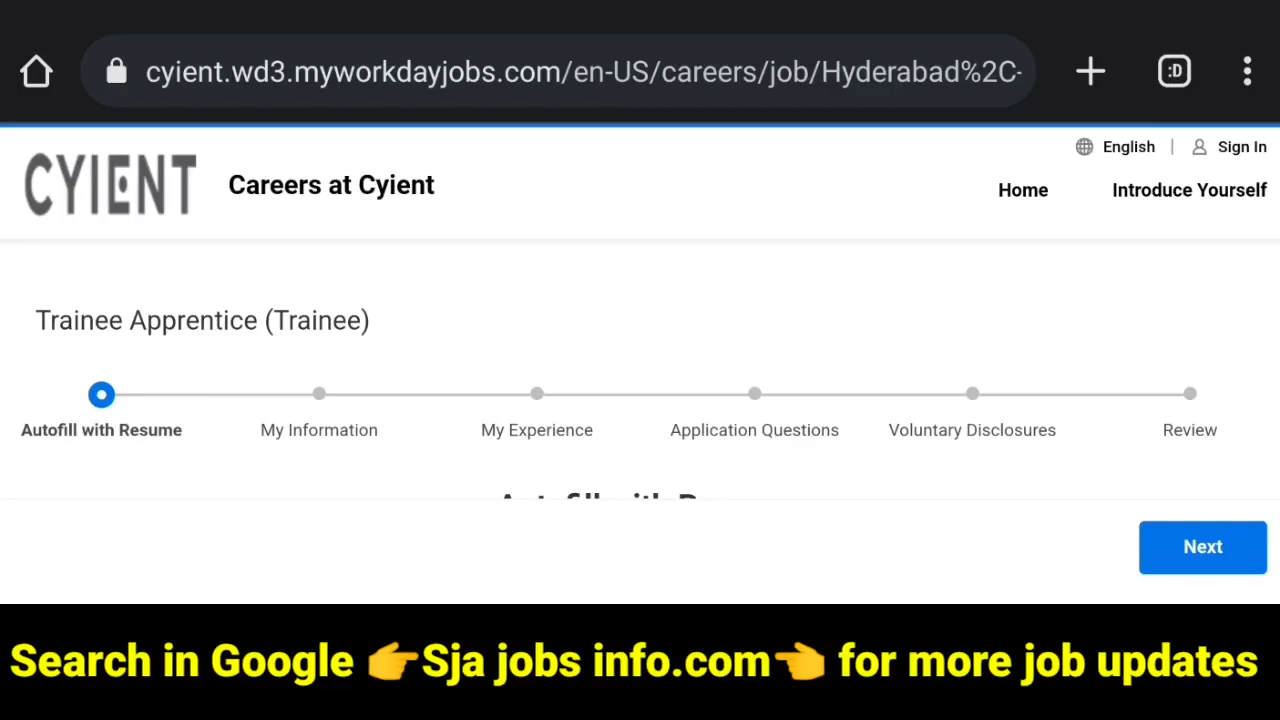 cyient.wd3.myworkdayjobs.com/en-US/careers/job/Hyderabad%2C-
:D
English | Sign In
CYIENT
Careers at Cyient
Home
Introduce Yourself
Trainee Apprentice (Trainee)
Autofill with Resume
My Information
My Experience
Application Questions
Voluntary Disclosures
Review
Next
Search in Google 👉Sja jobs info.com👈 for more job updates